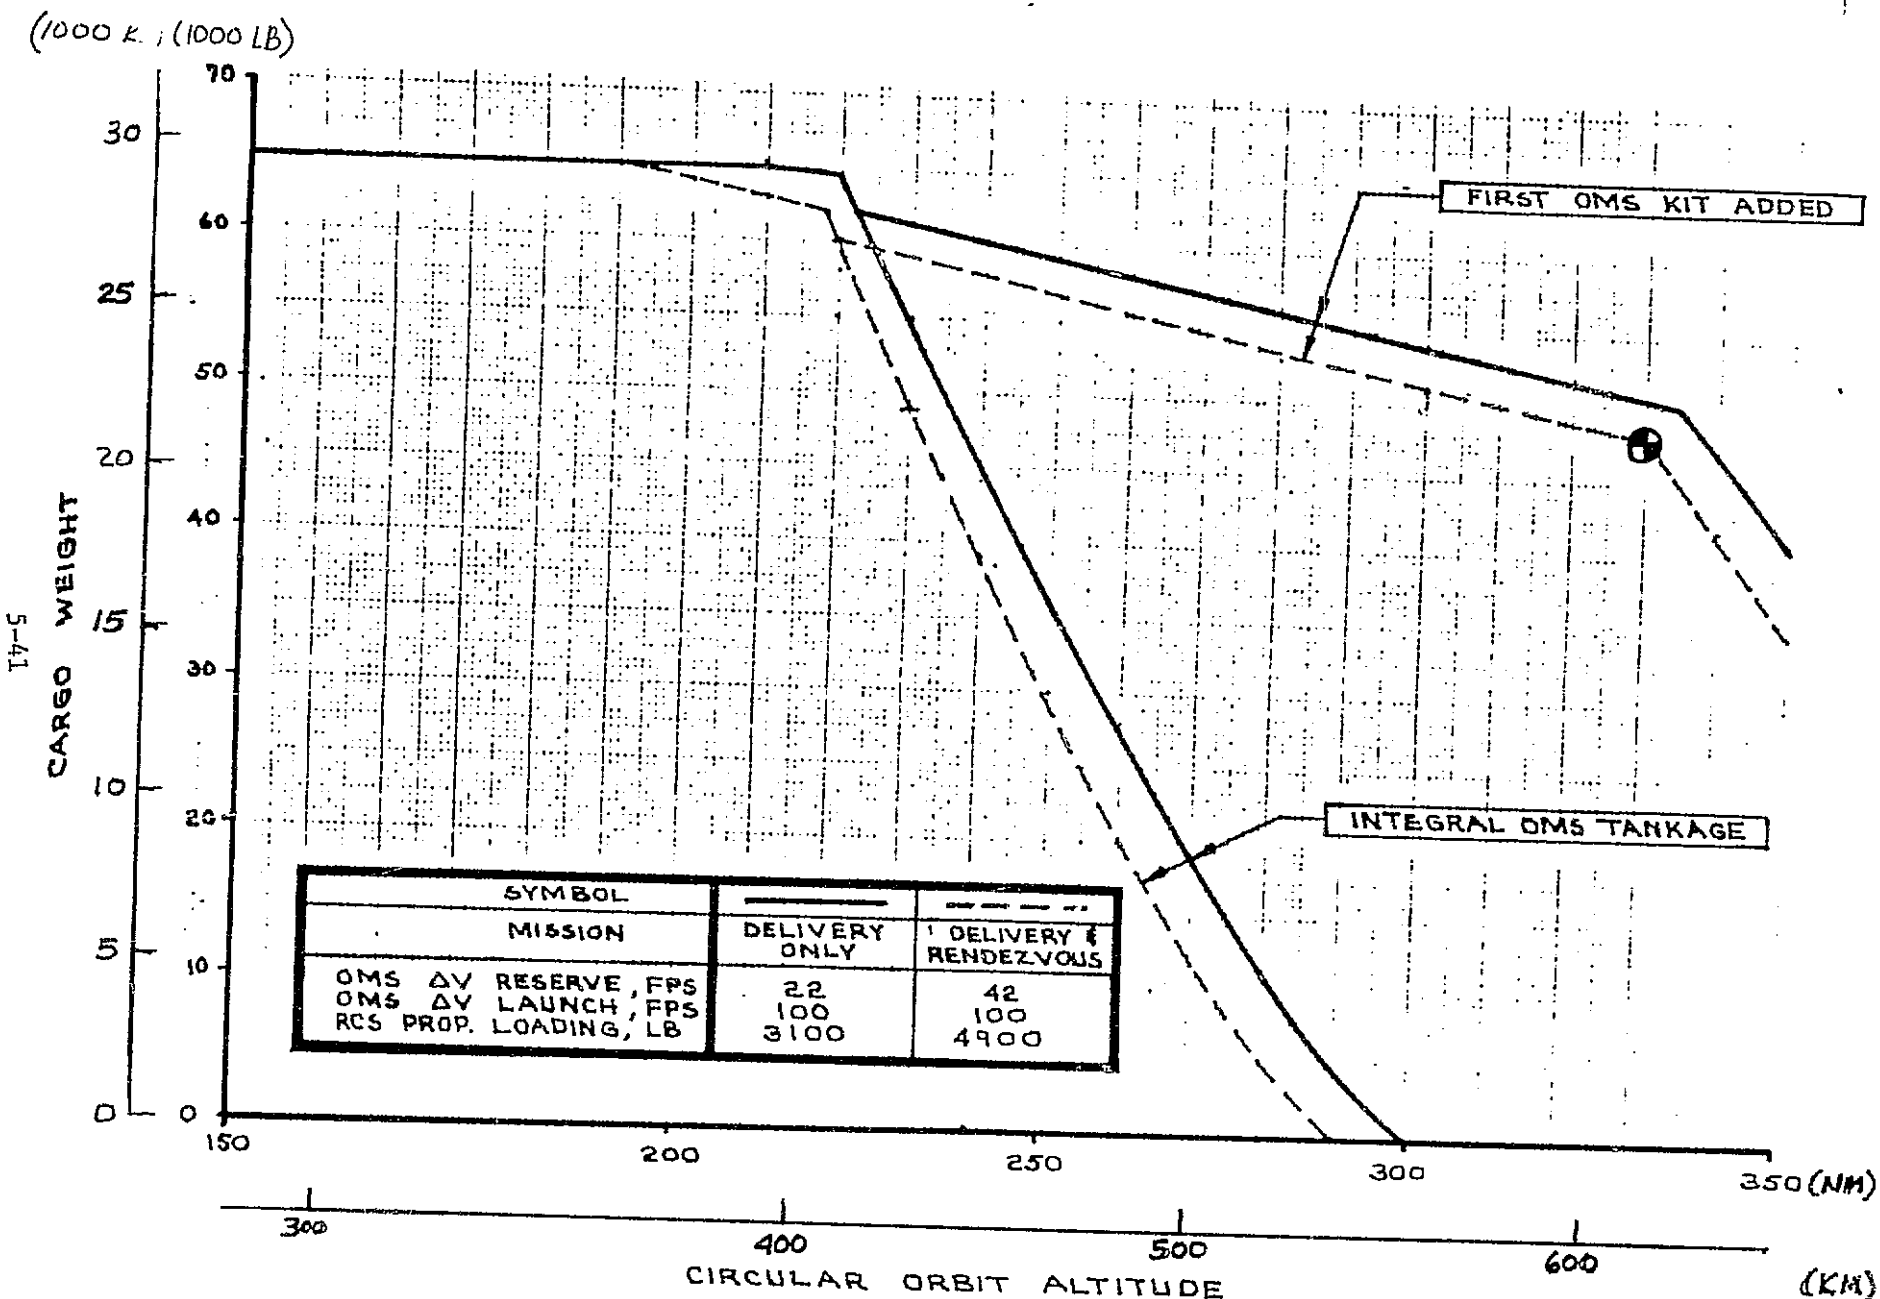 (1000 K. ; (1000 LB)
70
30
60
25
50
20
40
15
30
10
20
5
10
0
0
CARGO WEIGHT
5-41
FIRST OMS KIT ADDED
INTEGRAL OMS TANKAGE
SYMBOL
MISSION DELIVERY ONLY DELIVERY & RENDEZVOUS
OMS ΔV RESERVE, FPS 22 42
OMS ΔV LAUNCH, FPS 100 100
RCS PROP. LOADING, LB 3100 4900
150 200 250 300 350 (NM)
300 400 500 600 (KM)
CIRCULAR ORBIT ALTITUDE